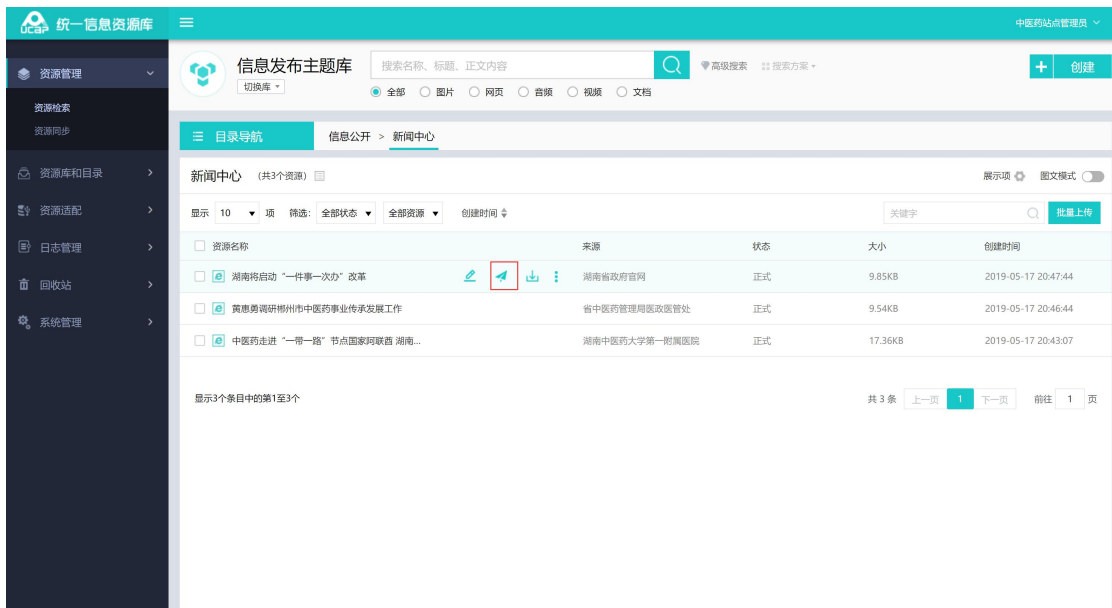 ucap 统一信息资源库
中医药站点管理员
资源管理
资源检索
资源同步
资源库和目录
资源适配
日志管理
回收站
系统管理
信息发布主题库
切换库
搜索名称、标题、正文内容
高级搜索
搜索方案
+ 创建
全部 图片 网页 音频 视频 文档
目录导航
信息公开 > 新闻中心
新闻中心 (共3个资源)
展示项 图文模式
显示 10 项 筛选: 全部状态 全部资源 创建时间
关键字
批量上传
资源名称 来源 状态 大小 创建时间
湖南将启动“一件事一次办”改革 湖南省政府官网 正式 9.85KB 2019-05-17 20:47:44
黄惠勇调研郴州市中医药事业传承发展工作 省中医药管理局医政医管处 正式 9.54KB 2019-05-17 20:46:44
中医药走进“一带一路”节点国家阿联酋 湖南... 湖南中医药大学第一附属医院 正式 17.36KB 2019-05-17 20:43:07
显示3个条目中的第1至3个
共 3 条 上一页 1 下一页 前往 1 页